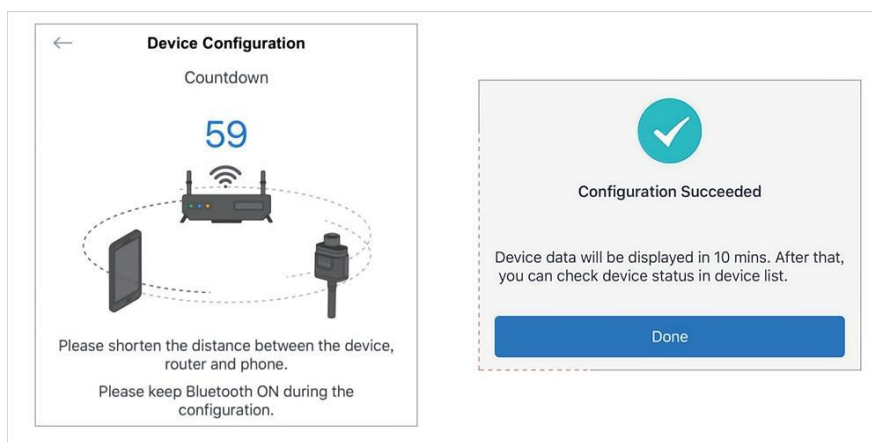 Device Configuration
Countdown
59
Please shorten the distance between the device,
router and phone.
Please keep Bluetooth ON during the
configuration.
Configuration Succeeded
Device data will be displayed in 10 mins. After that,
you can check device status in device list.
Done